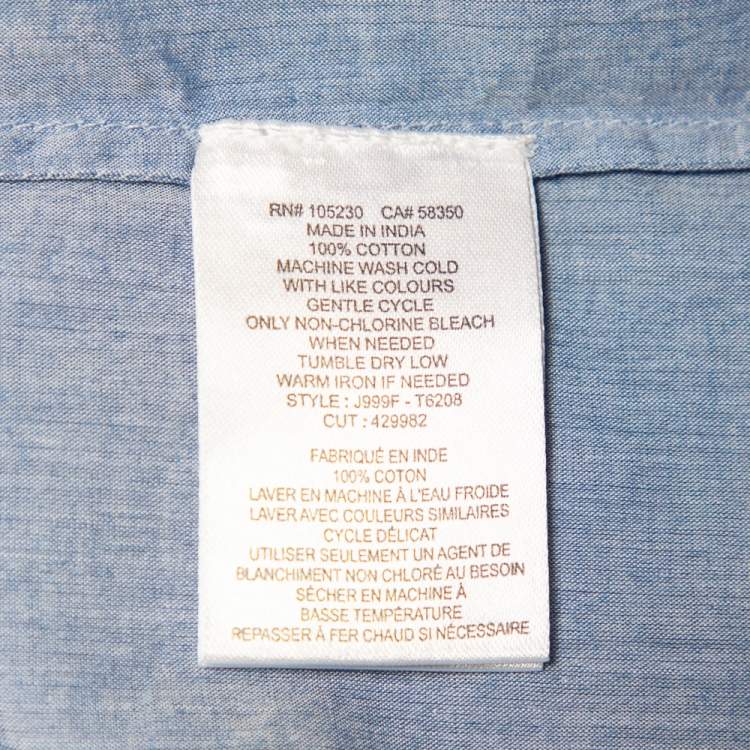 RN# 105230 CA# 58350
MADE IN INDIA
100% COTTON
MACHINE WASH COLD
WITH LIKE COLOURS
GENTLE CYCLE
ONLY NON-CHLORINE BLEACH
WHEN NEEDED
TUMBLE DRY LOW
WARM IRON IF NEEDED
STYLE : J999F - T6208
CUT : 429982
FABRIQUÉ EN INDE
100% COTON
LAVER EN MACHINE À L'EAU FROIDE
LAVER AVEC COULEURS SIMILAIRES
CYCLE DÉLICAT
UTILISER SEULEMENT UN AGENT DE
BLANCHIMENT NON CHLORÉ AU BESOIN
SÉCHER EN MACHINE À
BASSE TEMPÉRATURE
REPASSER À FER CHAUD SI NÉCESSAIRE